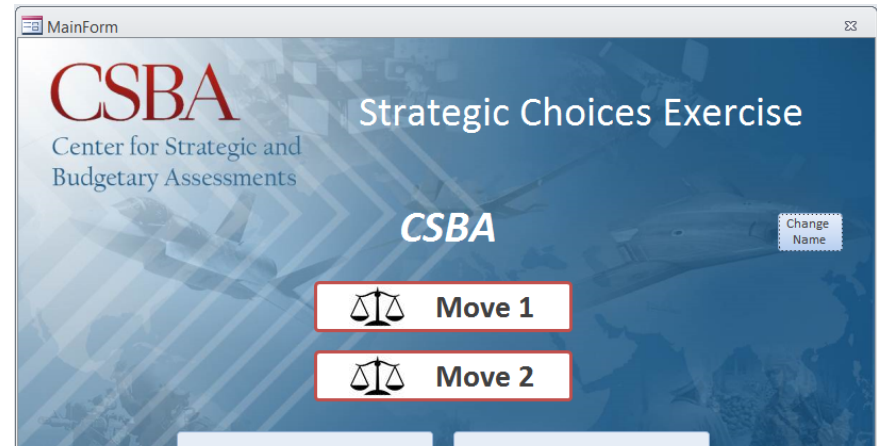 MainForm
CSBA
Center for Strategic and
Budgetary Assessments
Strategic Choices Exercise
CSBA
Change
Name
Move 1
Move 2